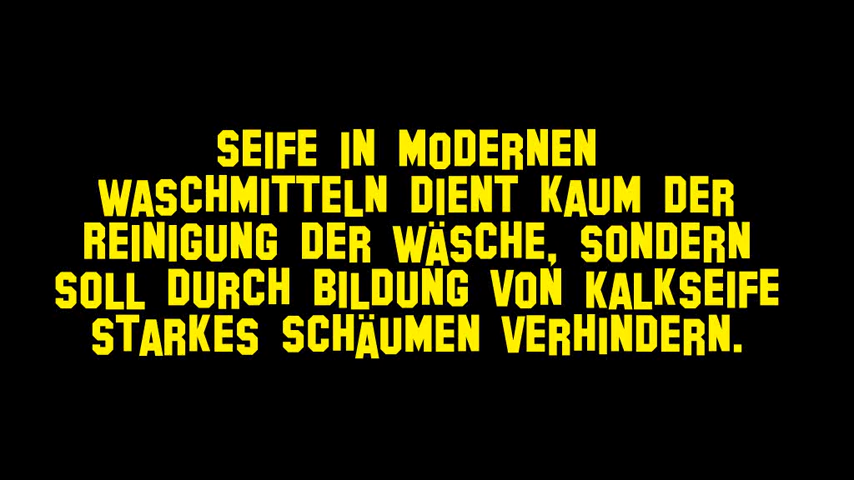 SEIFE IN MODERNEN
WASCHMITTELN DIENT KAUM DER
REINIGUNG DER WÄSCHE, SONDERN
SOLL DURCH BILDUNG VON KALKSEIFE
STARKES SCHÄUMEN VERHINDERN.